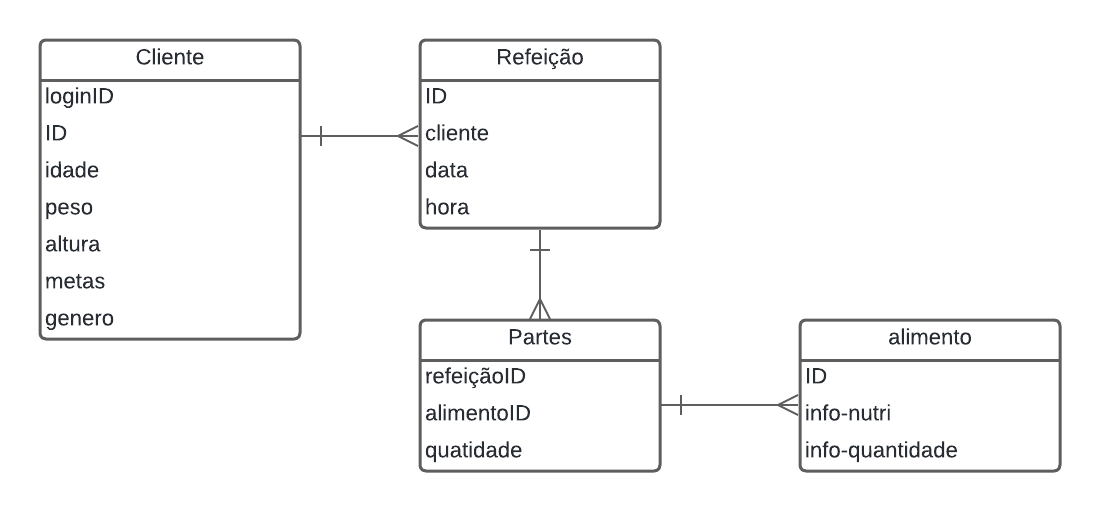 Cliente
loginID
ID
idade
peso
altura
metas
genero
Refeição
ID
cliente
data
hora
Partes
refeiçãoID
alimentoID
quatidade
alimento
ID
info-nutri
info-quantidade